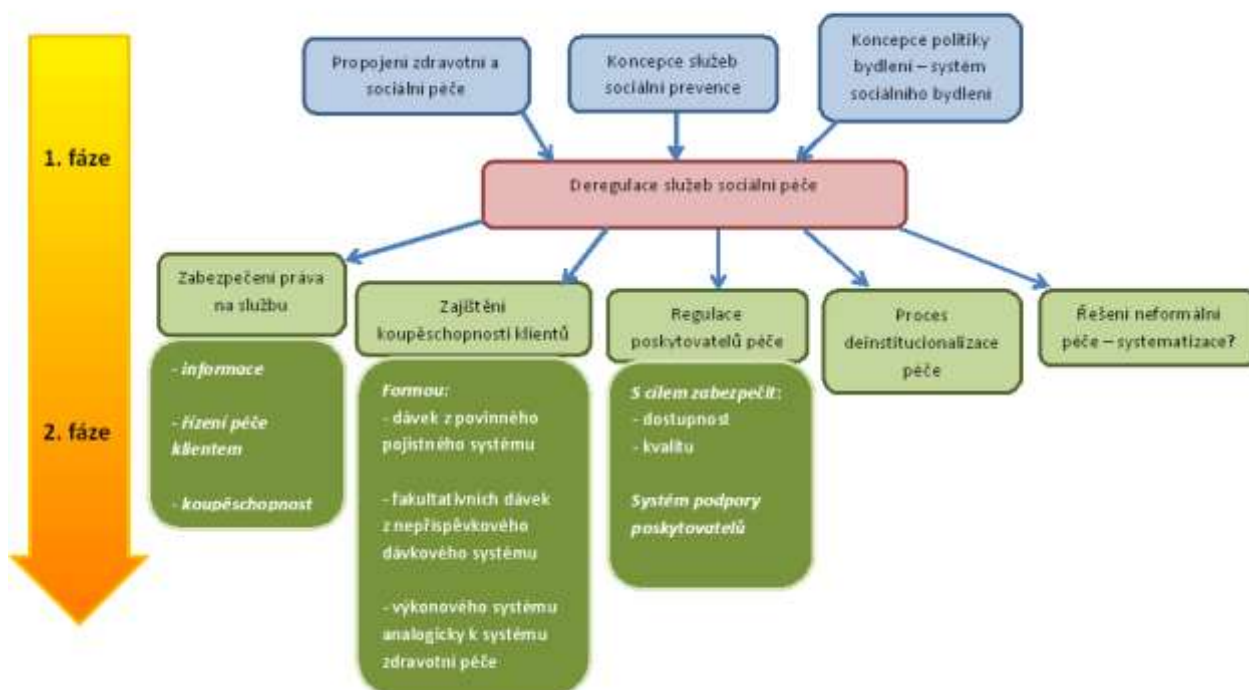 1. fáze
2. fáze
Propojení zdravotní a
sociální péče
Koncepce služeb
sociální prevence
Koncepce politiky
bydlení – systém
sociálního bydlení
Deregulace služeb sociální péče
Zabezpečení práva
na službu
- informace
- řízení péče
klientem
- koupěschopnost
Zajištění
koupěschopnosti klientů
Formou:
- dávek z povinného
pojistného systému
- fakultativních dávek
z nepříspěvkového
dávkového systému
- výkonového systému
analogicky k systému
zdravotní péče
Regulace
poskytovatelů péče
S cílem zabezpečit:
- dostupnost
- kvalitu
Systém podpory
poskytovatelů
Proces
deinstitucionalizace
péče
Řešení neformální
péče – systematizace?